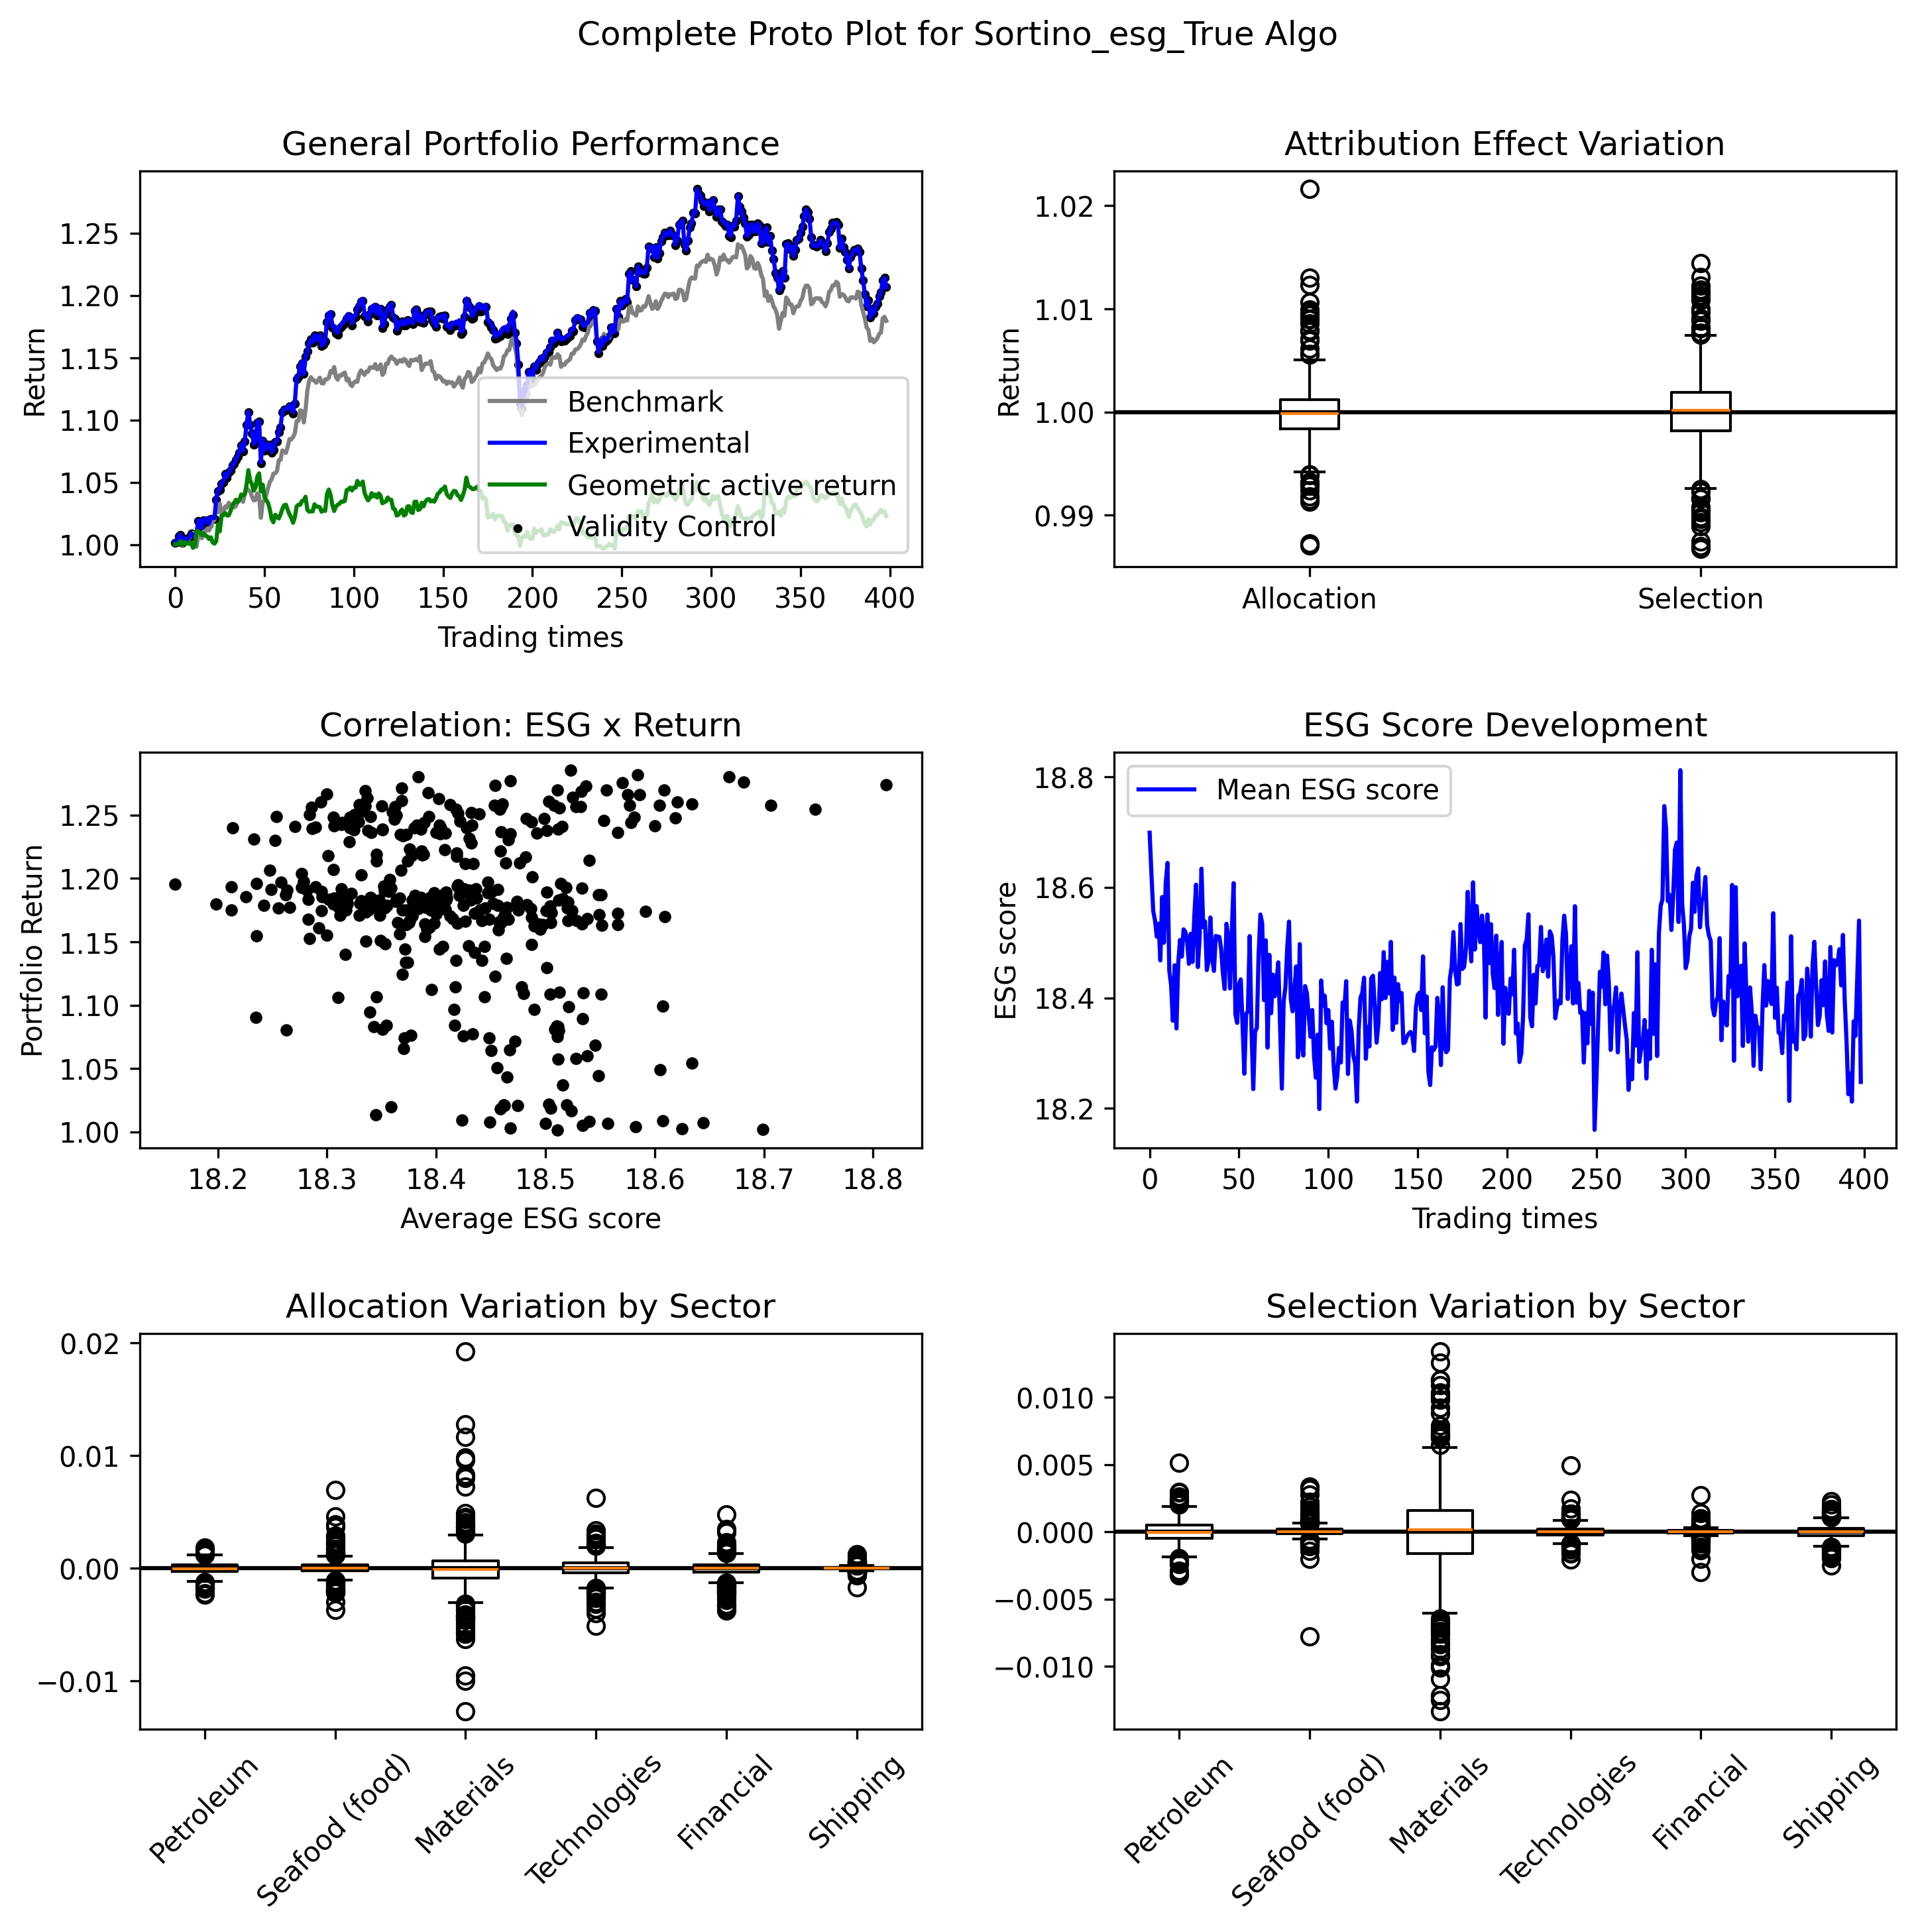 Complete Proto Plot for Sortino_esg_True Algo
General Portfolio Performance
Return
1.25
1.20
1.15
1.10
1.05
1.00
Benchmark
Experimental
Geometric active return
Validity Control
0 50 100 150 200 250 300 350 400
Trading times
Attribution Effect Variation
Return
1.02
1.01
1.00
0.99
Allocation Selection
Correlation: ESG x Return
Portfolio Return
1.25
1.20
1.15
1.10
1.05
1.00
18.2 18.3 18.4 18.5 18.6 18.7 18.8
Average ESG score
ESG Score Development
ESG score
18.8
18.6
18.4
18.2
Mean ESG score
0 50 100 150 200 250 300 350 400
Trading times
Allocation Variation by Sector
0.02
0.01
0.00
−0.01
Petroleum
Seafood (food)
Materials
Technologies
Financial
Shipping
Selection Variation by Sector
0.010
0.005
0.000
−0.005
−0.010
Petroleum
Seafood (food)
Materials
Technologies
Financial
Shipping